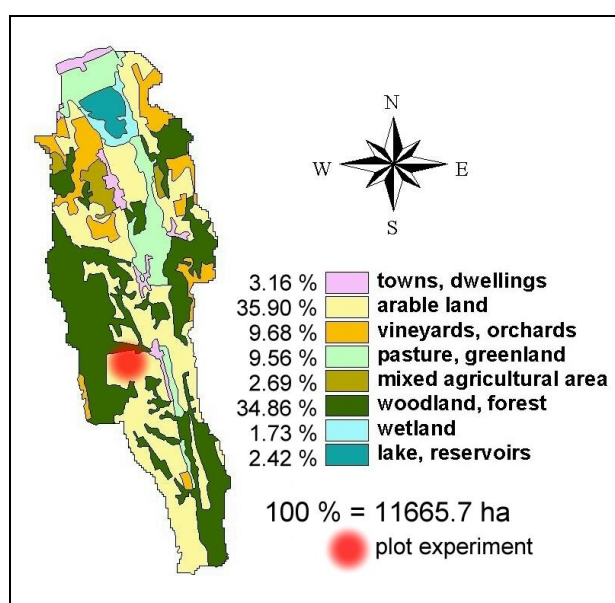 N
W E
S
3.16 % towns, dwellings
35.90 % arable land
9.68 % vineyards, orchards
9.56 % pasture, greenland
2.69 % mixed agricultural area
34.86 % woodland, forest
1.73 % wetland
2.42 % lake, reservoirs
100 % = 11665.7 ha
plot experiment